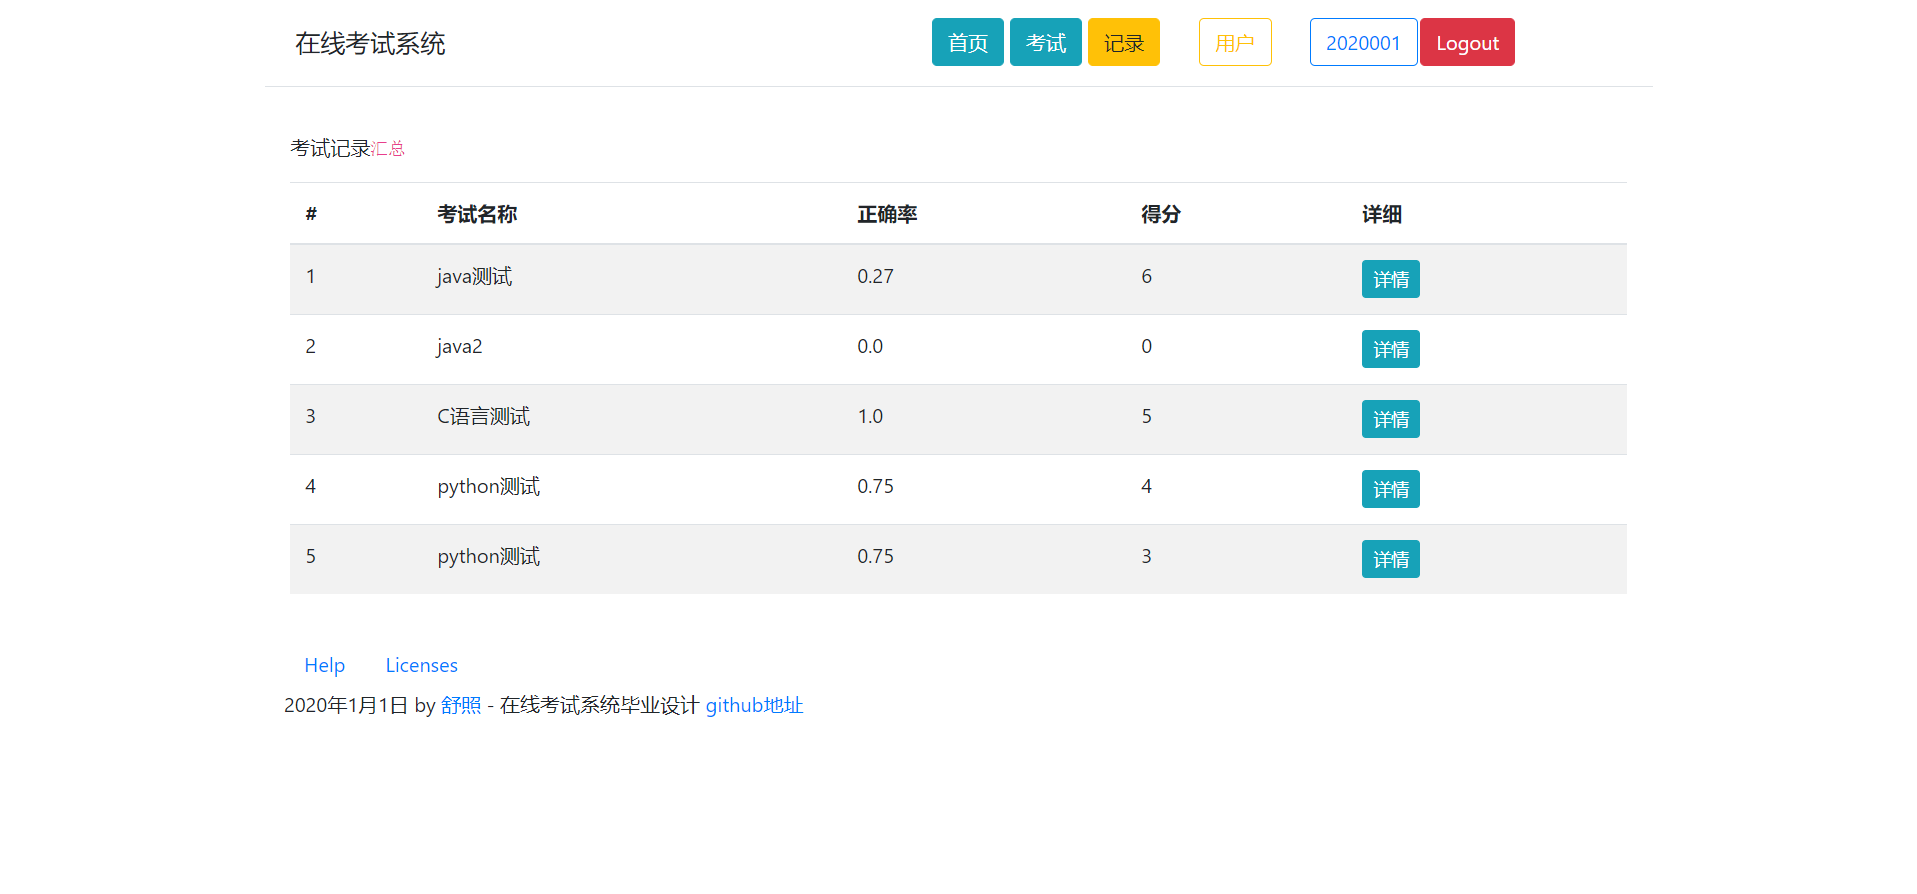 在线考试系统 首页 考试 记录 用户 2020001 Logout
考试记录汇总
# 考试名称 正确率 得分 详细
1 java测试 0.27 6 详情
2 java2 0.0 0 详情
3 C语言测试 1.0 5 详情
4 python测试 0.75 4 详情
5 python测试 0.75 3 详情
Help Licenses
2020年1月1日 by 舒照 - 在线考试系统毕业设计 github地址